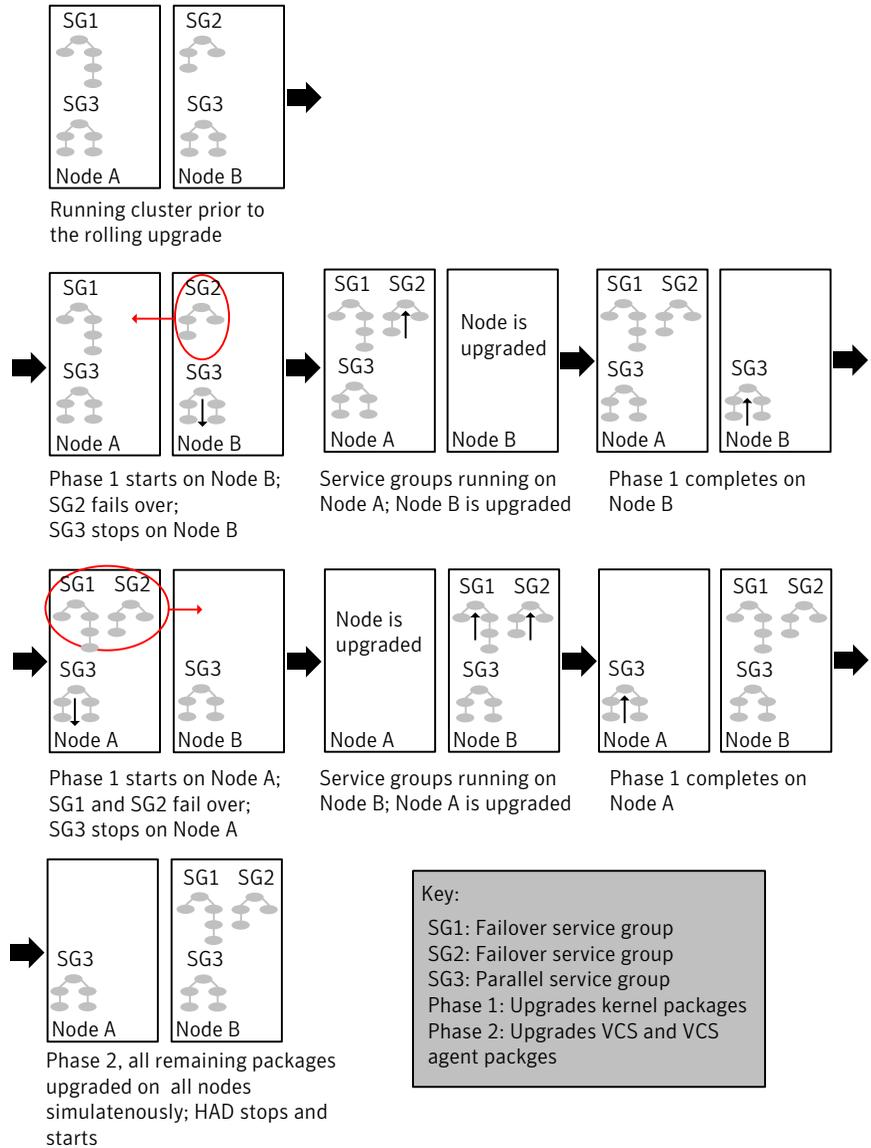 SG1
SG2
SG3
SG3
Node A
Node B
Running cluster prior to
the rolling upgrade
SG1
SG2
SG3
SG3
Node A
Node B
Phase 1 starts on Node B;
SG2 fails over;
SG3 stops on Node B
SG1 SG2
SG3
Node A
Node is
upgraded
Node B
Service groups running on
Node A; Node B is upgraded
SG1 SG2
SG3
SG3
Node A
Node B
Phase 1 completes on
Node B
SG1 SG2
SG3
SG3
Node A
Node B
Phase 1 starts on Node A;
SG1 and SG2 fail over;
SG3 stops on Node A
Node is
upgraded
Node A
SG1 SG2
SG3
Node B
Service groups running on
Node B; Node A is upgraded
SG3
Node A
SG1 SG2
SG3
Node B
Phase 1 completes on
Node A
SG3
Node A
SG1 SG2
SG3
Node B
Phase 2, all remaining packages
upgraded on all nodes
simulatenously; HAD stops and
starts
Key:
SG1: Failover service group
SG2: Failover service group
SG3: Parallel service group
Phase 1: Upgrades kernel packages
Phase 2: Upgrades VCS and VCS
agent packges